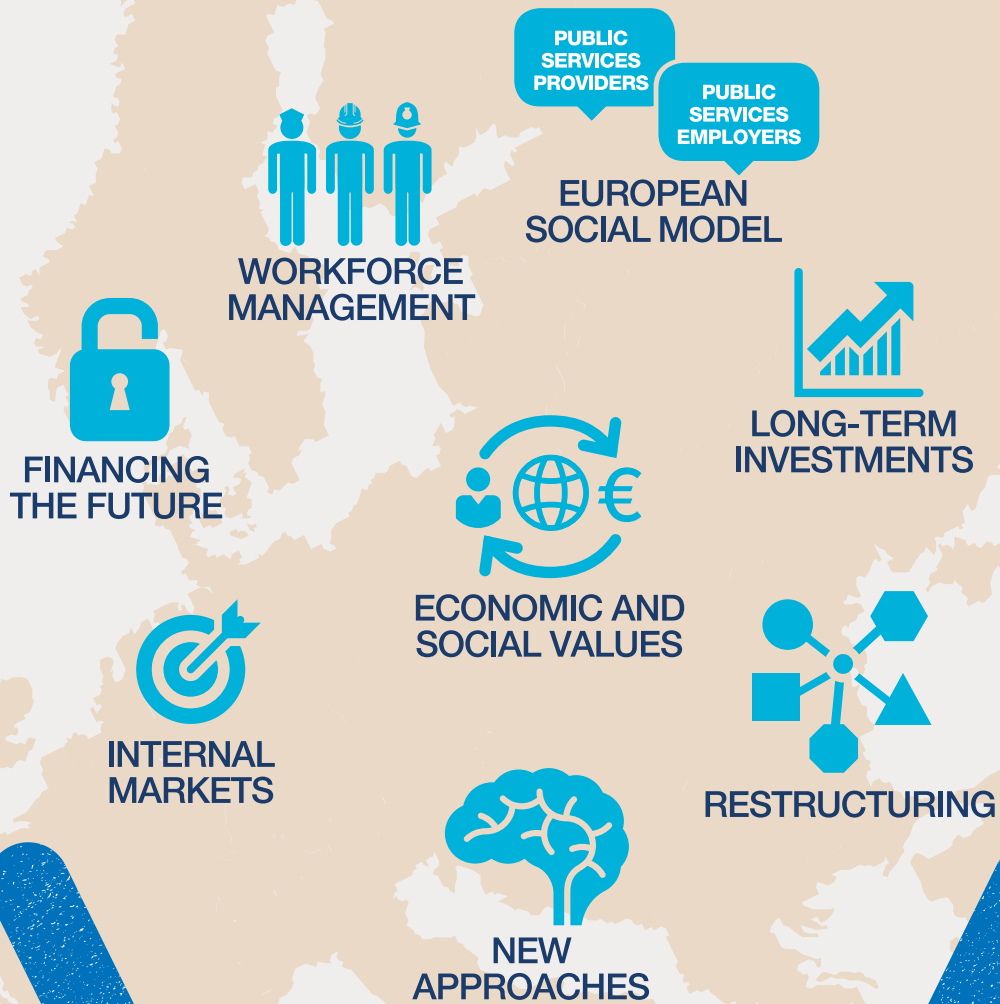 PUBLIC
SERVICES
PROVIDERS
PUBLIC
SERVICES
EMPLOYERS
EUROPEAN
SOCIAL MODEL
WORKFORCE
MANAGEMENT
LONG-TERM
INVESTMENTS
FINANCING
THE FUTURE
€
ECONOMIC AND
SOCIAL VALUES
INTERNAL
MARKETS
RESTRUCTURING
NEW
APPROACHES